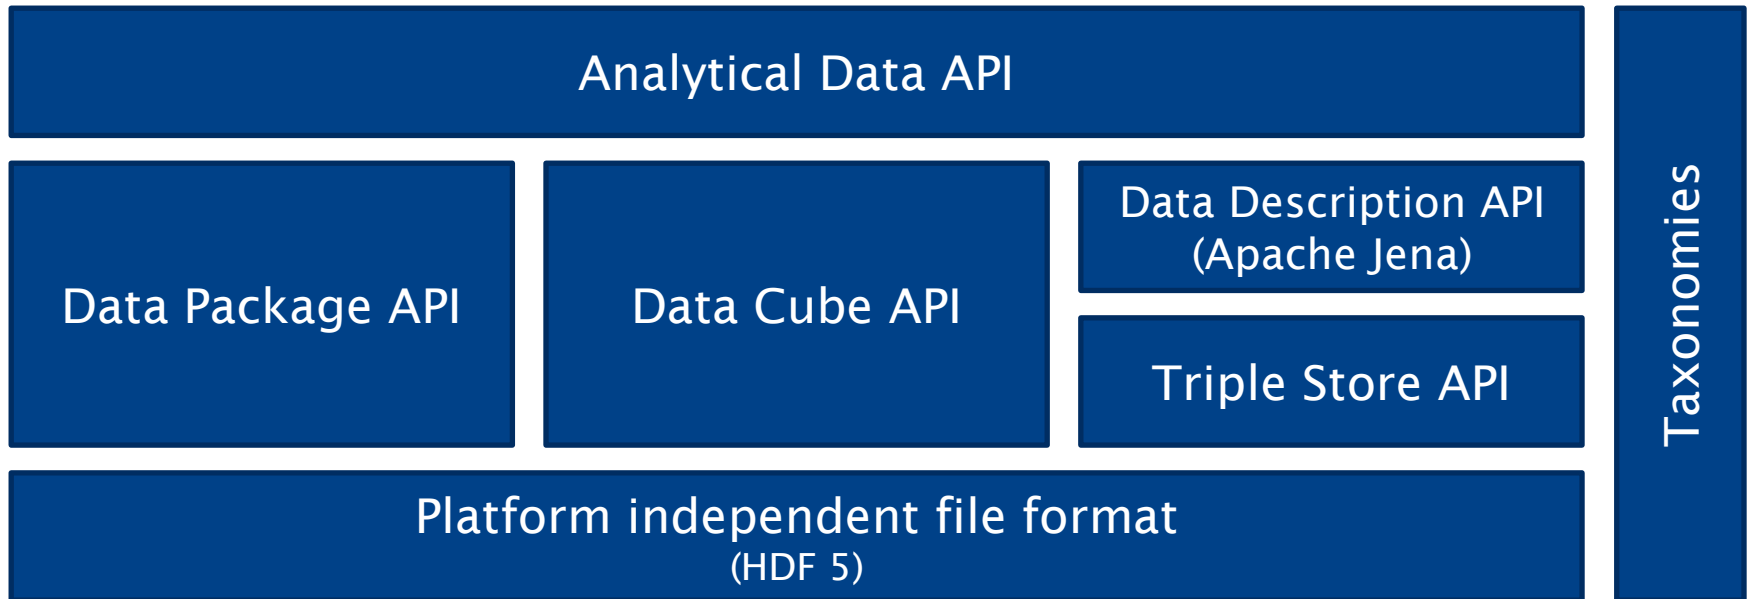 Analytical Data API
Data Package API
Data Cube API
Data Description API
(Apache Jena)
Triple Store API
Platform independent file format
(HDF 5)
Taxonomies